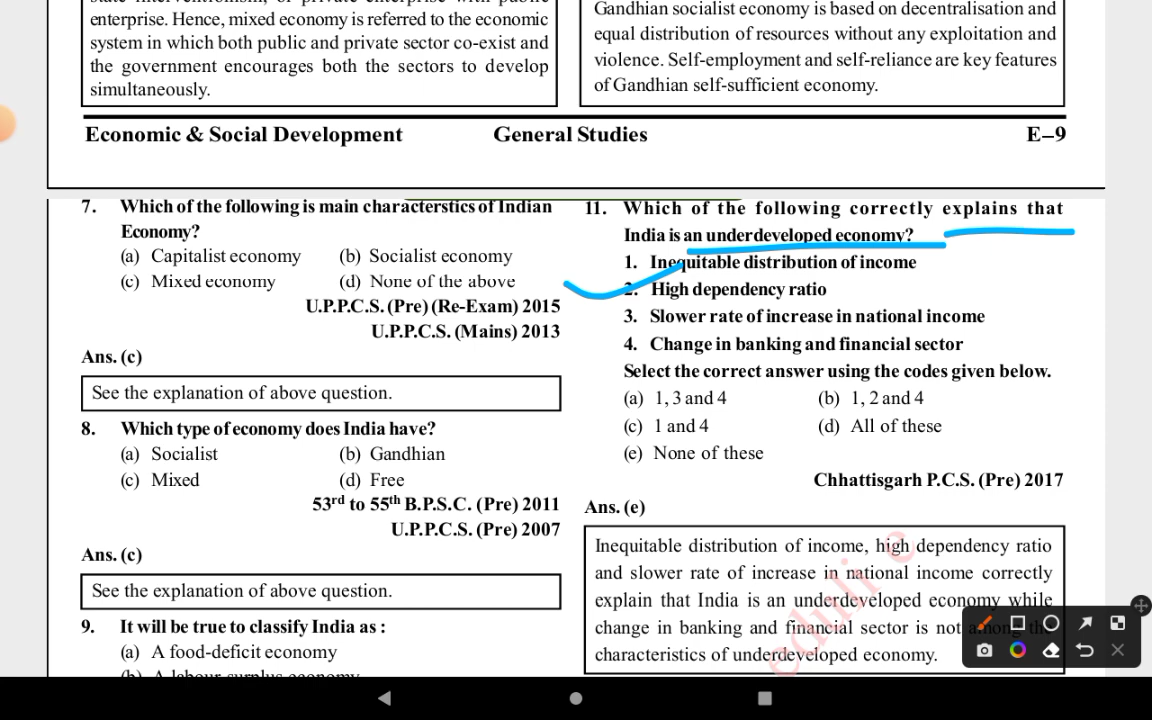 enterprise. Hence, mixed economy is referred to the economic
system in which both public and private sector co-exist and
the government encourages both the sectors to develop
simultaneously.
Gandhian socialist economy is based on decentralisation and
equal distribution of resources without any exploitation and
violence. Self-employment and self-reliance are key features
of Gandhian self-sufficient economy.
Economic & Social Development General Studies E–9
7. Which of the following is main characterstics of Indian
Economy?
(a) Capitalist economy (b) Socialist economy
(c) Mixed economy (d) None of the above
U.P.P.C.S. (Pre) (Re-Exam) 2015
U.P.P.C.S. (Mains) 2013
Ans. (c)
See the explanation of above question.
8. Which type of economy does India have?
(a) Socialist (b) Gandhian
(c) Mixed (d) Free
53rd to 55th B.P.S.C. (Pre) 2011
U.P.P.C.S. (Pre) 2007
Ans. (c)
See the explanation of above question.
9. It will be true to classify India as :
(a) A food-deficit economy
11. Which of the following correctly explains that
India is an underdeveloped economy?
1. Inequitable distribution of income
2. High dependency ratio
3. Slower rate of increase in national income
4. Change in banking and financial sector
Select the correct answer using the codes given below.
(a) 1, 3 and 4 (b) 1, 2 and 4
(c) 1 and 4 (d) All of these
(e) None of these
Chhattisgarh P.C.S. (Pre) 2017
Ans. (e)
Inequitable distribution of income, high dependency ratio
and slower rate of increase in national income correctly
explain that India is an underdeveloped economy while
change in banking and financial sector is not among the
characteristics of underdeveloped economy.